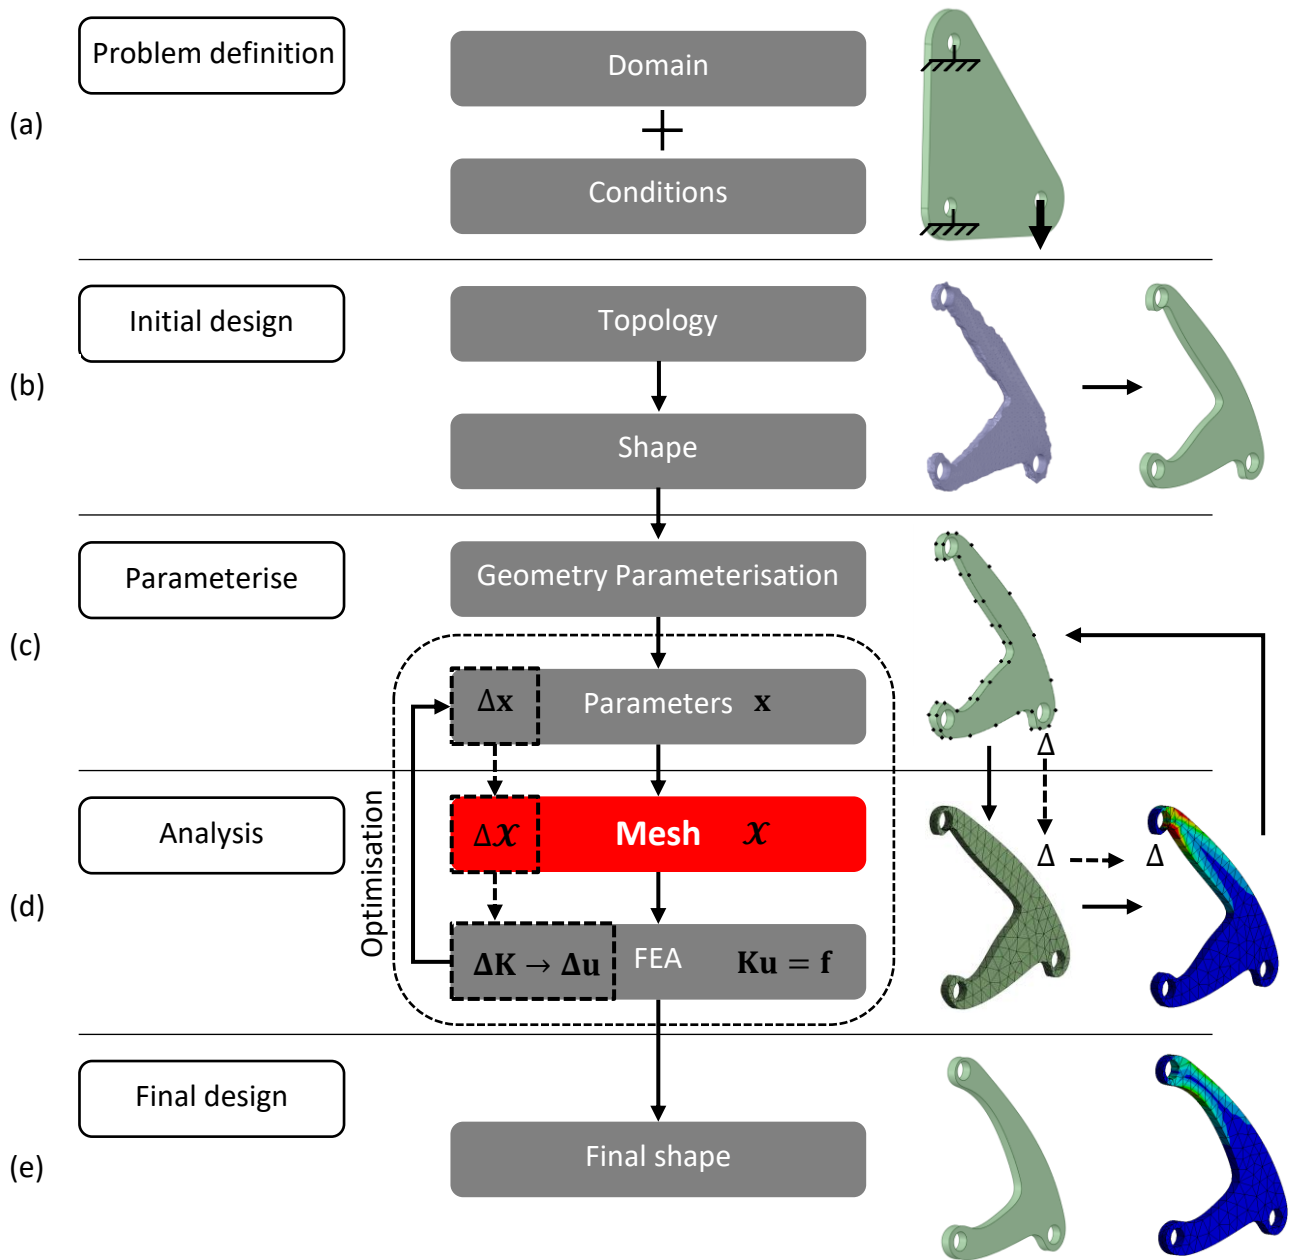 Problem definition
Domain
(a)
Conditions
Initial design
Topology
(b)
Shape
Parameterise
Geometry Parameterisation
(c)
Δx
Parameters x
Δ
Optimisation
Analysis
Δ𝒳
Mesh 𝒳
Δ
Δ
(d)
ΔK → Δu
FEA
Ku = f
Final design
Final shape
(e)